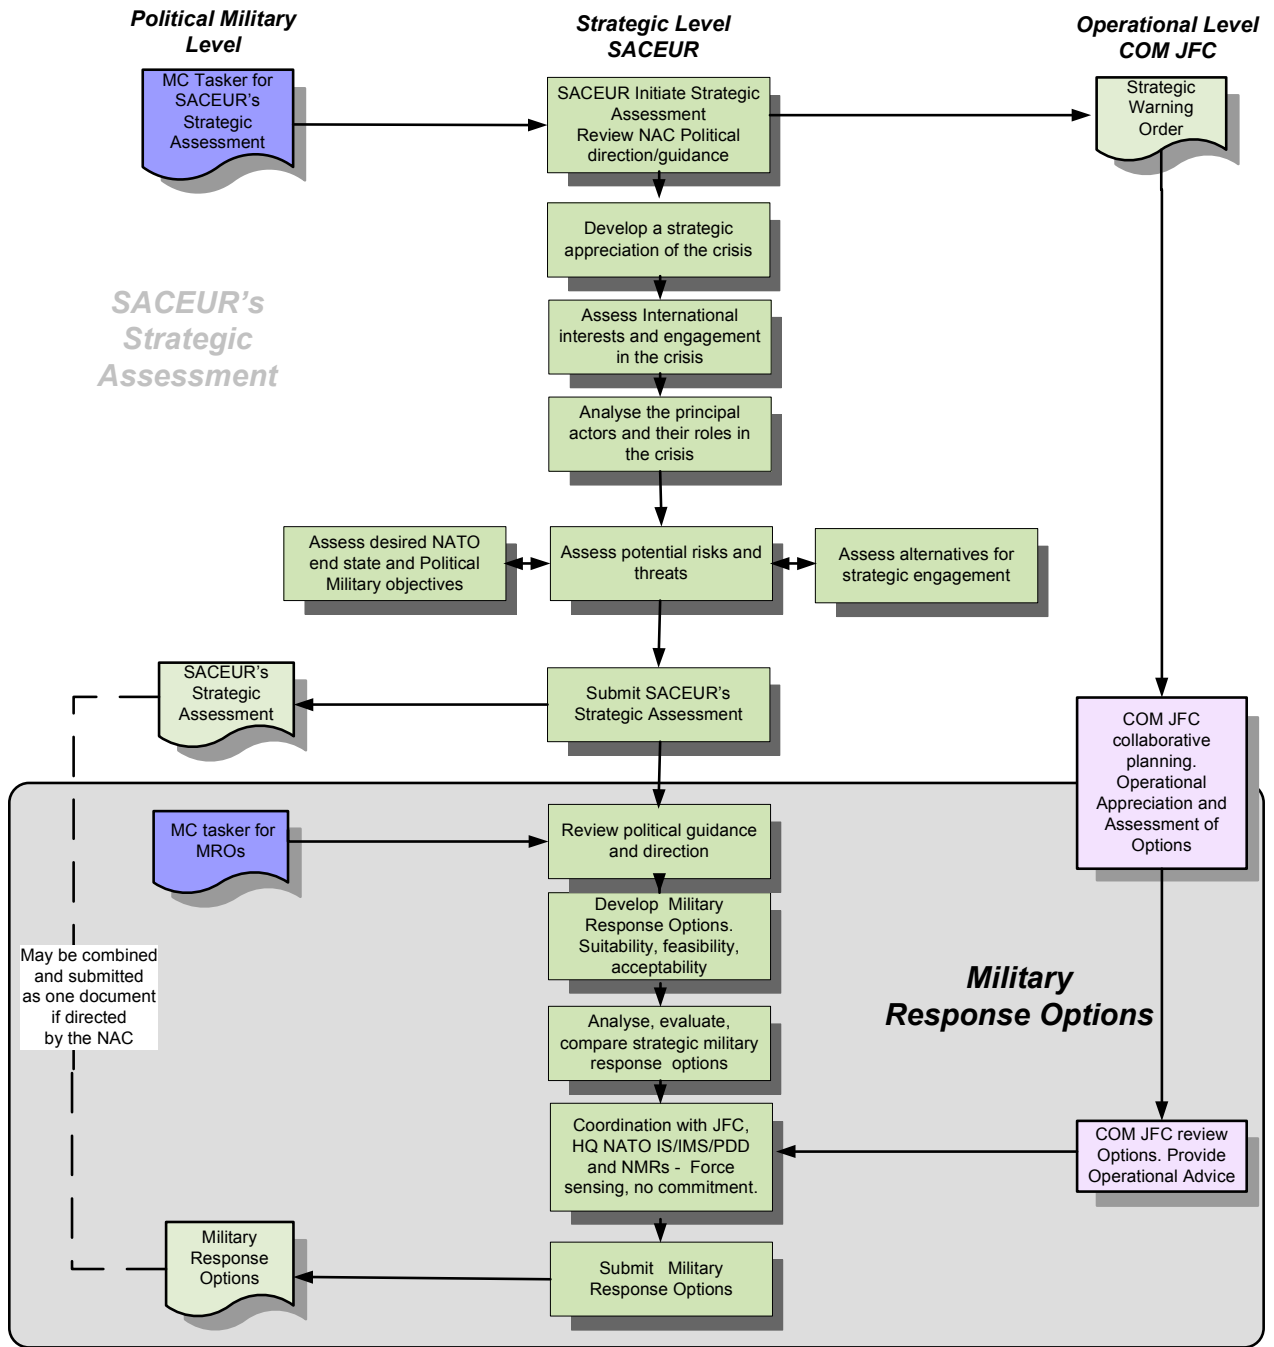 Political Military
Level
Strategic Level
SACEUR
Operational Level
COM JFC
MC Tasker for
SACEUR's
Strategic
Assessment
SACEUR Initiate Strategic
Assessment
Review NAC Political
direction/guidance
Strategic
Warning
Order
Develop a strategic
appreciation of the crisis
SACEUR's
Strategic
Assessment
Assess International
interests and engagement
in the crisis
Analyse the principal
actors and their roles in
the crisis
Assess desired NATO
end state and Political
Military objectives
Assess potential risks and
threats
Assess alternatives for
strategic engagement
SACEUR's
Strategic
Assessment
Submit SACEUR's
Strategic Assessment
COM JFC
collaborative
planning.
Operational
Appreciation and
Assessment of
Options
MC tasker for
MROs
Review political guidance
and direction
Develop Military
Response Options.
Suitability, feasibility,
acceptability
May be combined
and submitted
as one document
if directed
by the NAC
Military
Response Options
Analyse, evaluate,
compare strategic military
response options
Coordination with JFC,
HQ NATO IS/IMS/PDD
and NMRs - Force
sensing, no commitment.
COM JFC review
Options. Provide
Operational Advice
Military
Response
Options
Submit Military
Response Options